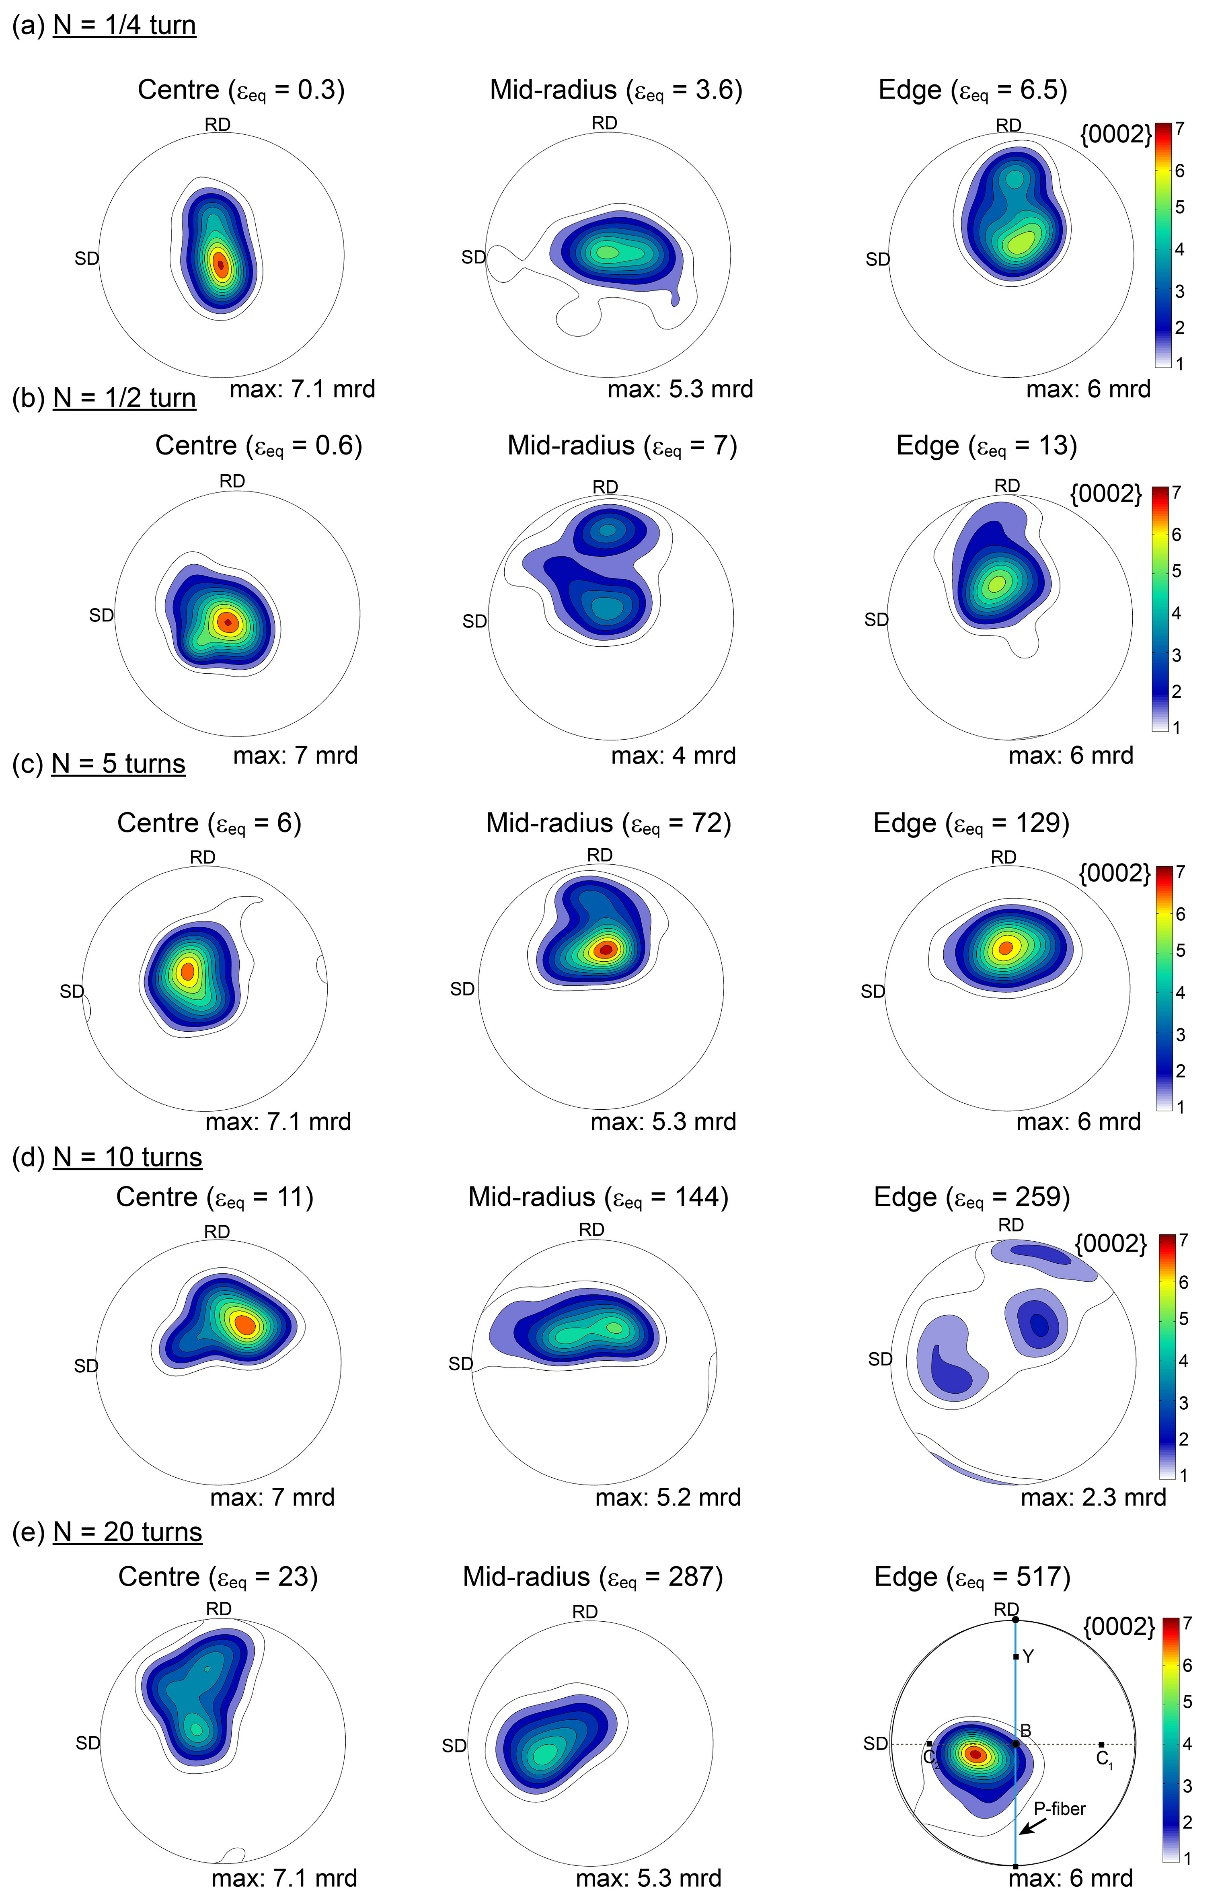 (a) N = 1/4 turn
Centre (εeq = 0.3) Mid-radius (εeq = 3.6) Edge (εeq = 6.5)
RD RD RD {0002} 7
6
5
SD SD SD 4
3
2
1
max: 7.1 mrd max: 5.3 mrd max: 6 mrd
(b) N = 1/2 turn
Centre (εeq = 0.6) Mid-radius (εeq = 7) Edge (εeq = 13)
RD RD RD {0002} 7
6
5
SD SD SD 4
3
2
1
max: 7 mrd max: 4 mrd max: 6 mrd
(c) N = 5 turns
Centre (εeq = 6) Mid-radius (εeq = 72) Edge (εeq = 129)
RD RD RD {0002} 7
6
5
SD SD SD 4
3
2
1
max: 7.1 mrd max: 5.3 mrd max: 6 mrd
(d) N = 10 turns
Centre (εeq = 11) Mid-radius (εeq = 144) Edge (εeq = 259)
RD RD RD {0002} 7
6
5
SD SD SD 4
3
2
1
max: 7 mrd max: 5.2 mrd max: 2.3 mrd
(e) N = 20 turns
Centre (εeq = 23) Mid-radius (εeq = 287) Edge (εeq = 517)
RD RD RD {0002} 7
Y 6
5
SD SD SD B 4
C2 C1
3
P-fiber 2
1
max: 7.1 mrd max: 5.3 mrd max: 6 mrd